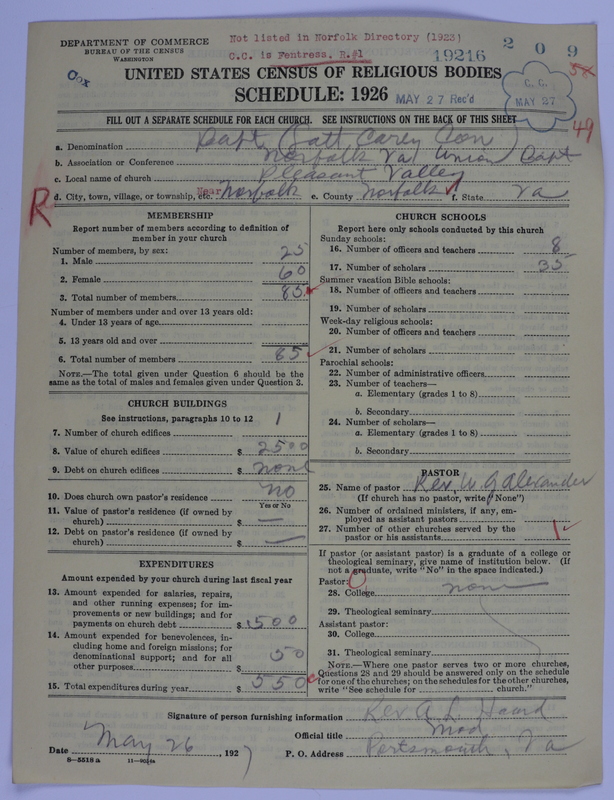 Not listed in Norfolk Directory (1923)
C.C. is Fentress, R.#1
DEPARTMENT OF COMMERCE
BUREAU OF THE CENSUS
WASHINGTON
19216
2 0 9
UNITED STATES CENSUS OF RELIGIOUS BODIES
SCHEDULE: 1926
MAY 27 Rec'd
C. C.
MAY 27
49
FILL OUT A SEPARATE SCHEDULE FOR EACH CHURCH. SEE INSTRUCTIONS ON THE BACK OF THIS SHEET
a. Denomination Bapt (Lott Carey Con)
b. Association or Conference Norfolk Va Union Bapt
c. Local name of church Pleasant Valley
d. City, town, village, or township, etc. Near Norfolk e. County Norfolk f. State Va
R
MEMBERSHIP
Report number of members according to definition of member in your church
Number of members, by sex:
1. Male 25
2. Female 60
3. Total number of members 85
Number of members under and over 13 years old:
4. Under 13 years of age
5. 13 years old and over
6. Total number of members 85
NOTE.—The total given under Question 6 should be the same as the total of males and females given under Question 3.
CHURCH BUILDINGS
See instructions, paragraphs 10 to 12
7. Number of church edifices 1
8. Value of church edifices $ 2500
9. Debt on church edifices $ none
10. Does church own pastor's residence no
Yes or No
11. Value of pastor's residence (if owned by church) $ —
12. Debt on pastor's residence (if owned by church) $ —
EXPENDITURES
Amount expended by your church during last fiscal year
13. Amount expended for salaries, repairs, and other running expenses; for improvements or new buildings; and for payments on church debt $ 500
14. Amount expended for benevolences, including home and foreign missions; for denominational support; and for all other purposes $ 50
15. Total expenditures during year $ 550
CHURCH SCHOOLS
Report here only schools conducted by this church
Sunday schools:
16. Number of officers and teachers 8
17. Number of scholars 35
Summer vacation Bible schools:
18. Number of officers and teachers
19. Number of scholars
Week-day religious schools:
20. Number of officers and teachers
21. Number of scholars
Parochial schools:
22. Number of administrative officers
23. Number of teachers—
a. Elementary (grades 1 to 8)
b. Secondary
24. Number of scholars—
a. Elementary (grades 1 to 8)
b. Secondary
PASTOR
25. Name of pastor Rev. W. G Alexander
(If church has no pastor, write "None")
26. Number of ordained ministers, if any, employed as assistant pastors
27. Number of other churches served by the pastor or his assistants 1
If pastor (or assistant pastor) is a graduate of a college or theological seminary, give name of institution below. (If not a graduate, write "No" in the space indicated.)
Pastor:
28. College none
29. Theological seminary
Assistant pastor:
30. College
31. Theological seminary
NOTE.—Where one pastor serves two or more churches, Questions 28 and 29 should be answered only on the schedule for one of the churches; on the schedules for the other churches, write "See schedule for church."
Signature of person furnishing information Rev A. L.
Official title Mod
Date May 26, 1927
P. O. Address Portsmouth, Va
8—5518 a